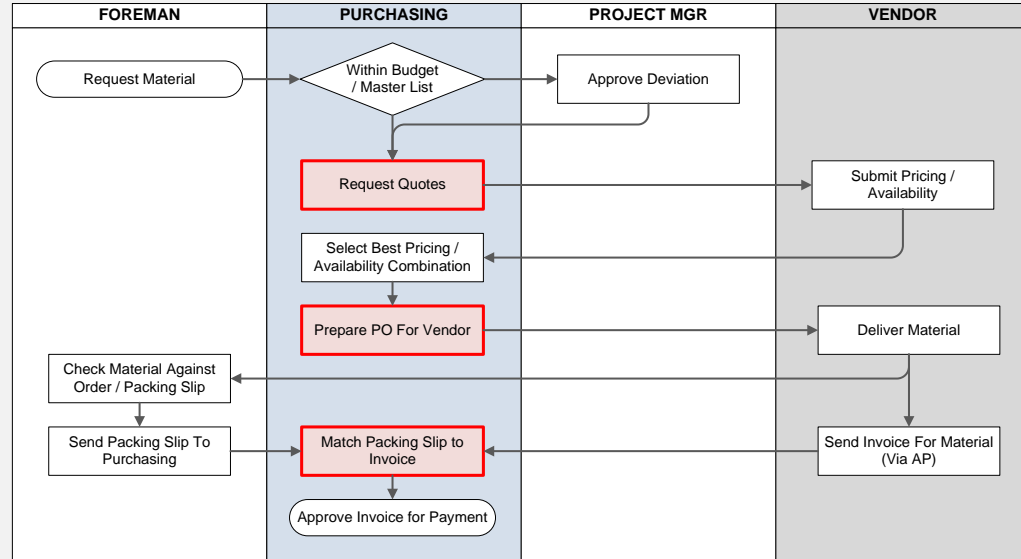 FOREMAN
PURCHASING
PROJECT MGR
VENDOR
Request Material
Within Budget
/ Master List
Approve Deviation
Request Quotes
Submit Pricing /
Availability
Select Best Pricing /
Availability Combination
Prepare PO For Vendor
Deliver Material
Check Material Against
Order / Packing Slip
Send Packing Slip To
Purchasing
Match Packing Slip to
Invoice
Send Invoice For Material
(Via AP)
Approve Invoice for Payment